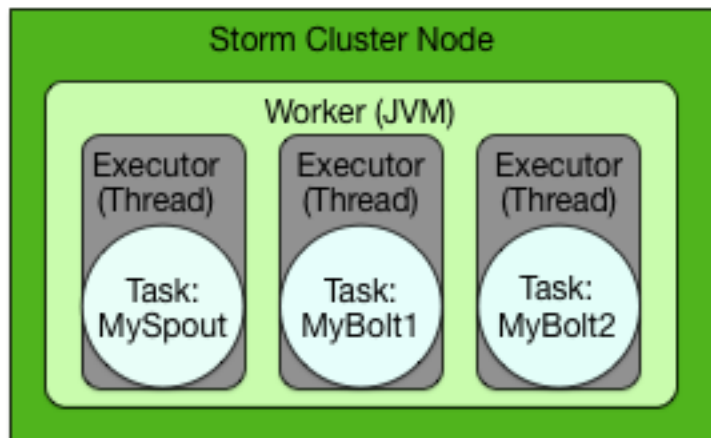 Storm Cluster Node
Worker (JVM)
Executor
(Thread)
Task:
MySpout
Executor
(Thread)
Task:
MyBolt1
Executor
(Thread)
Task:
MyBolt2